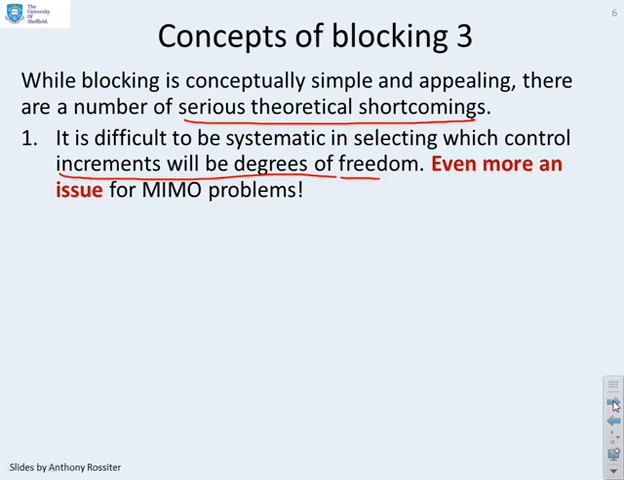 The
University
Of
Sheffield.
6
Concepts of blocking 3
While blocking is conceptually simple and appealing, there
are a number of serious theoretical shortcomings.
1. It is difficult to be systematic in selecting which control
increments will be degrees of freedom. Even more an
issue for MIMO problems!
Slides by Anthony Rossiter